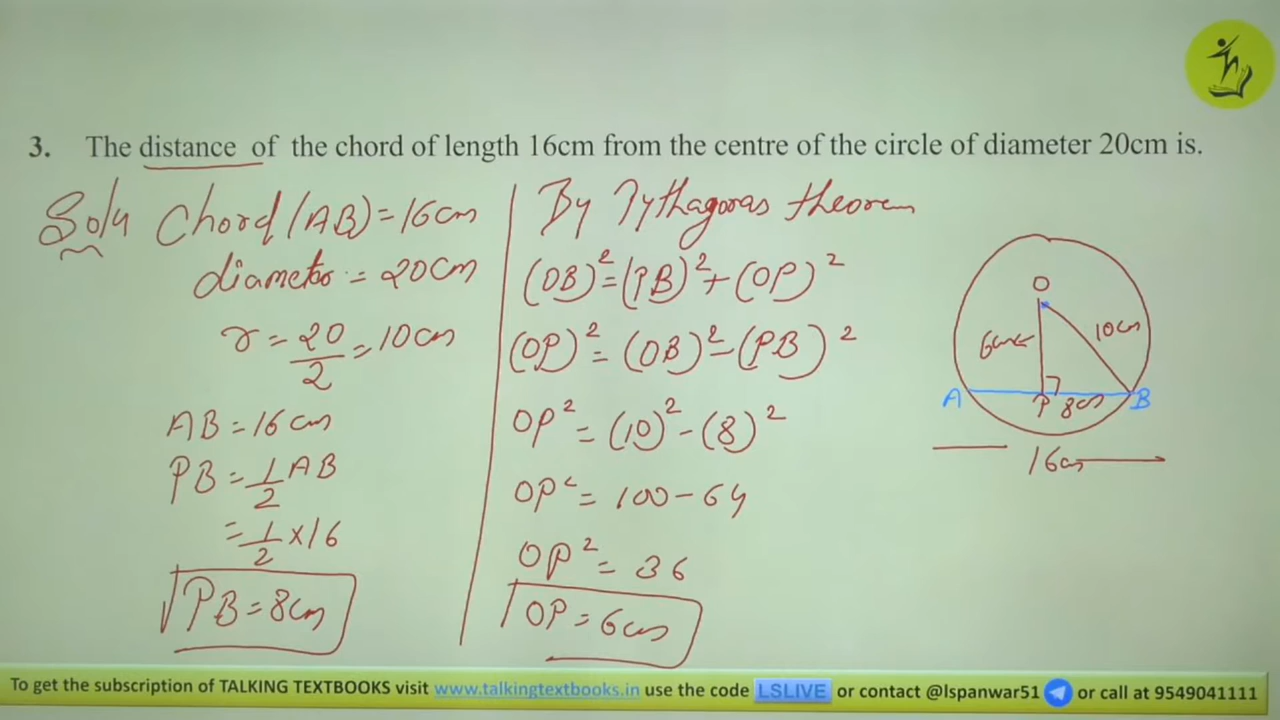 3. The distance of the chord of length 16cm from the centre of the circle of diameter 20cm is.
Soln Chord (AB) = 16cm
diameter = 20cm
r = 20/2 = 10cm
AB = 16cm
PB = 1/2 AB
= 1/2 × 16
PB = 8cm
By Pythagoras theorem
(OB)² = (PB)² + (OP)²
(OP)² = (OB)² - (PB)²
OP² = (10)² - (8)²
OP² = 100 - 64
OP² = 36
OP = 6cm
O
6cm 10cm
A P 8cm B
16cm
To get the subscription of TALKING TEXTBOOKS visit www.talkingtextbooks.in use the code LSLIVE or contact @lspanwar51 or call at 9549041111